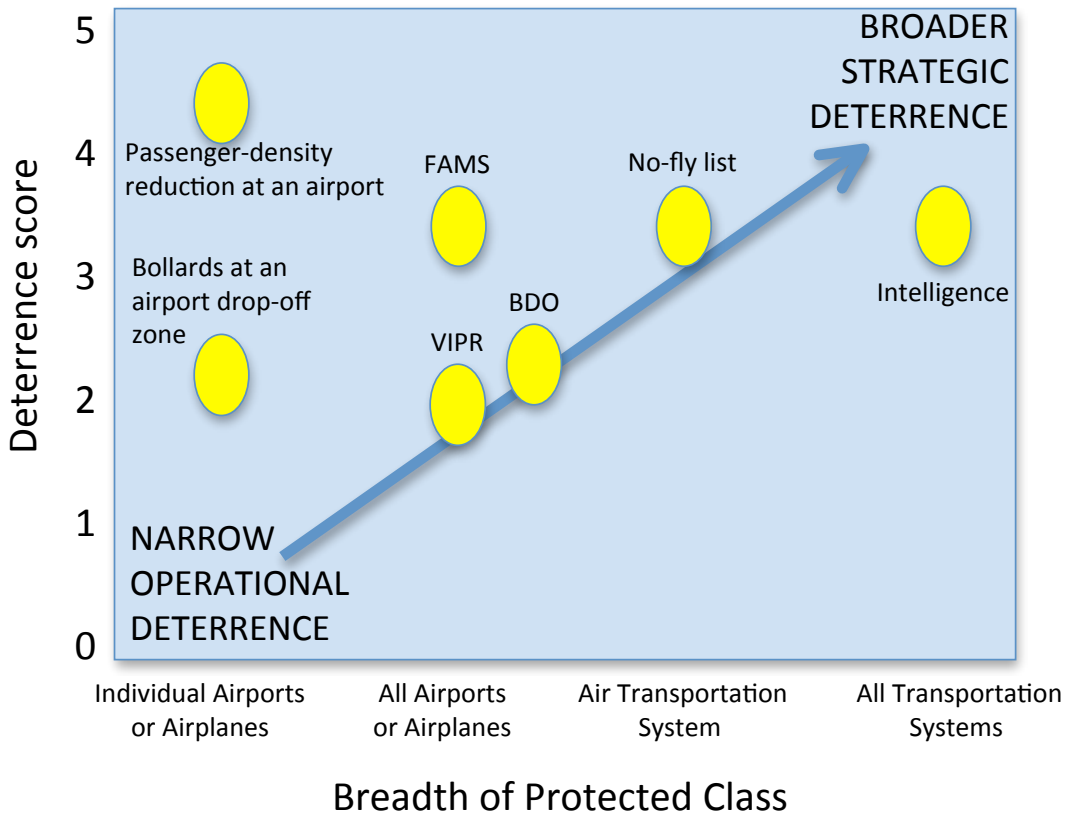 5
4
3
2
1
0
Deterrence score
BROADER
STRATEGIC
DETERRENCE
Passenger-density
reduction at an airport
FAMS
No-fly list
Bollards at an
airport drop-off
zone
Intelligence
BDO
VIPR
NARROW
OPERATIONAL
DETERRENCE
Individual Airports
or Airplanes
All Airports
or Airplanes
Air Transportation
System
All Transportation
Systems
Breadth of Protected Class